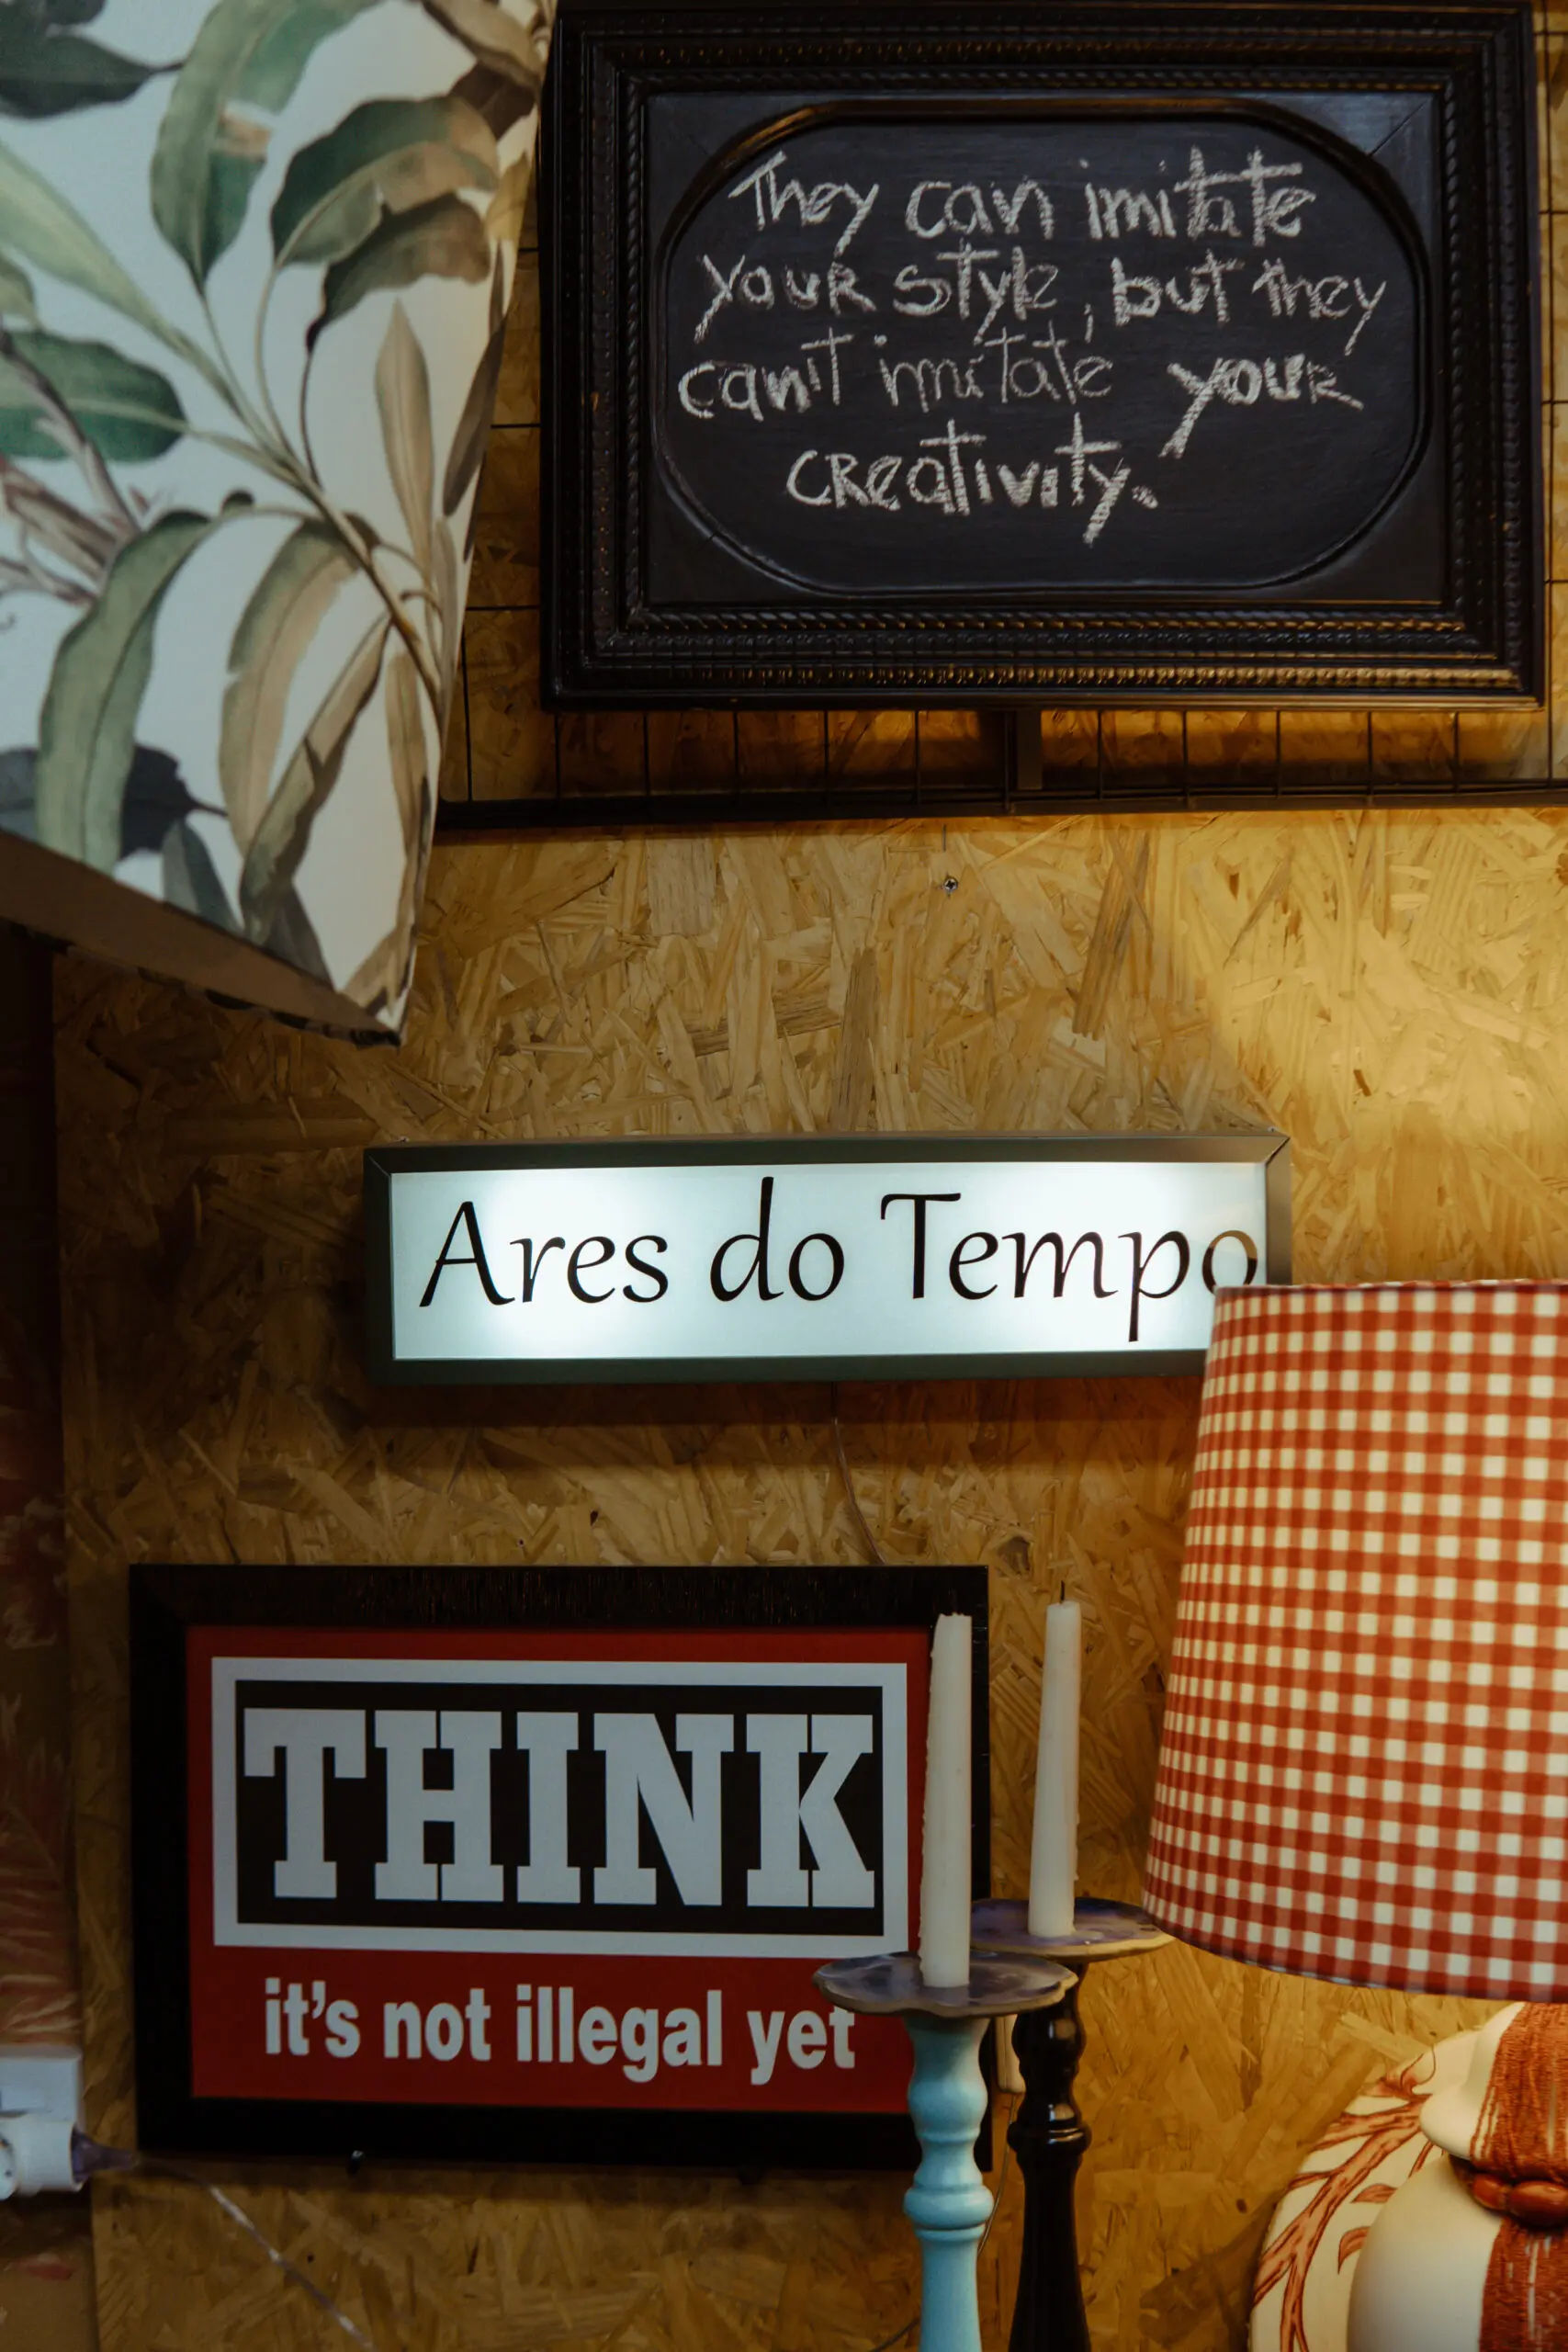 They can imitate
your style, but they
can't imitate your
creativity.
Ares do Tempo
THINK
it's not illegal yet